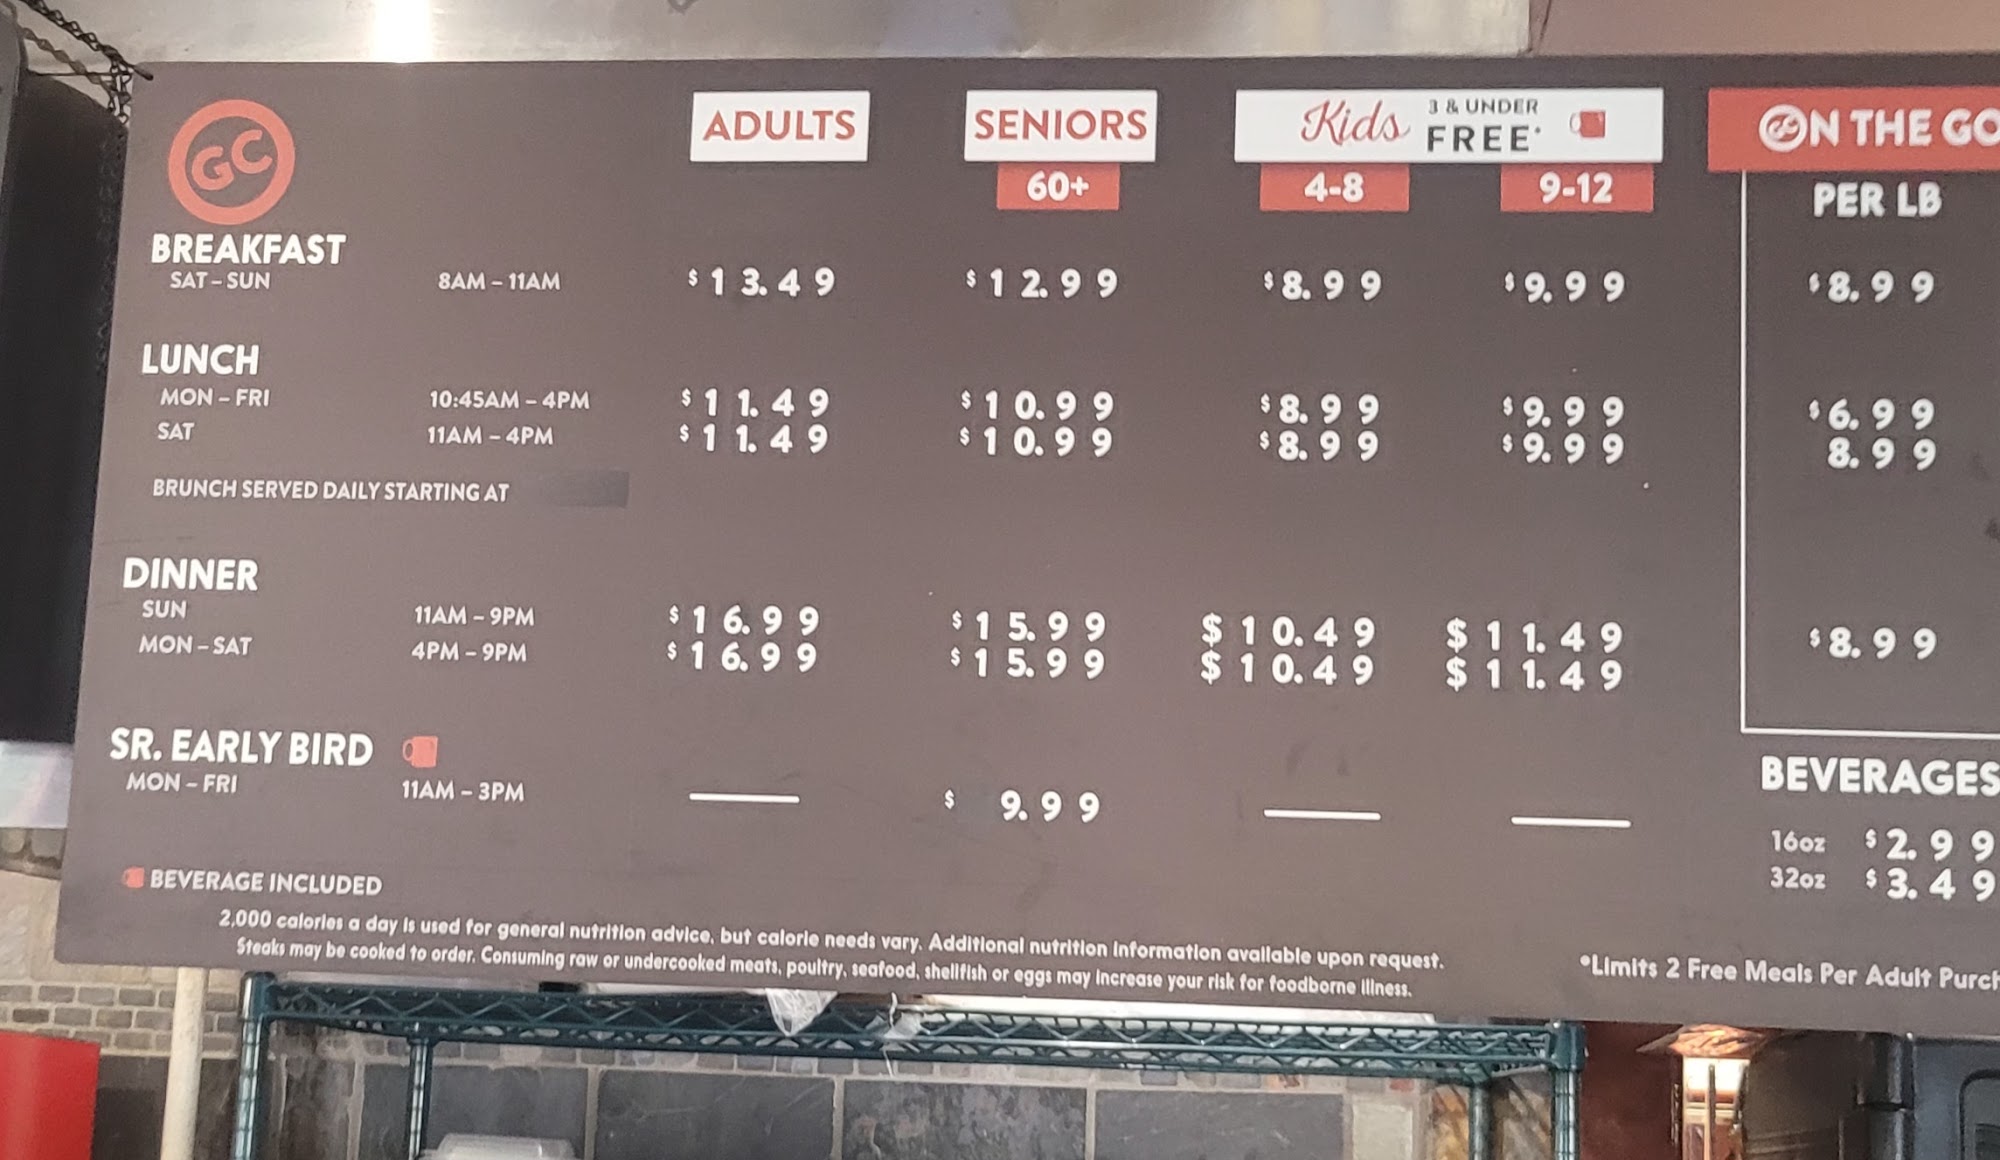 ADULTS SENIORS Kids 3 & UNDER FREE* GC ON THE GO
GC 60+ 4-8 9-12 PER LB
BREAKFAST
SAT – SUN 8AM – 11AM $13.49 $12.99 $8.99 $9.99 $8.99
LUNCH
MON – FRI 10:45AM – 4PM $11.49 $10.99 $8.99 $9.99 $6.99
SAT 11AM – 4PM $11.49 $10.99 $8.99 $9.99 8.99
BRUNCH SERVED DAILY STARTING AT
DINNER
SUN 11AM – 9PM $16.99 $15.99 $10.49 $11.49 $8.99
MON – SAT 4PM – 9PM $16.99 $15.99 $10.49 $11.49
SR. EARLY BIRD
MON – FRI 11AM – 3PM $ 9.99
BEVERAGES
16oz $2.99
32oz $3.49
BEVERAGE INCLUDED
2,000 calories a day is used for general nutrition advice, but calorie needs vary. Additional nutrition information available upon request.
Steaks may be cooked to order. Consuming raw or undercooked meats, poultry, seafood, shellfish or eggs may increase your risk for foodborne illness.
*Limits 2 Free Meals Per Adult Purch